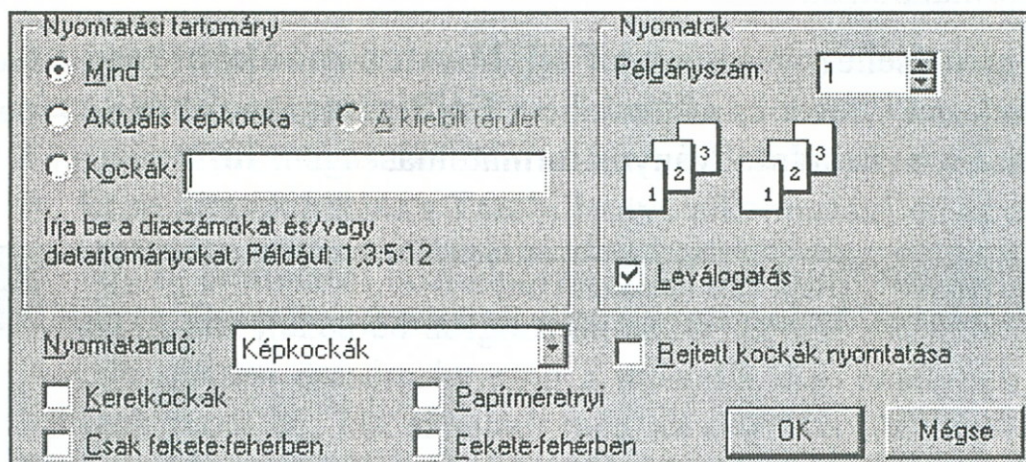 Nyomtatási tartomány
Mind
Aktuális képkocka
A kijelölt terület
Kockák:
Írja be a diaszámokat és/vagy
diatartományokat. Például: 1;3;5-12
Nyomatok
Példányszám: 1
1 2 3 1 2 3
Leválogatás
Nyomtatandó: Képkockák
Rejtett kockák nyomtatása
Keretkockák
Papírméretnyi
Csak fekete-fehérben
Fekete-fehérben
OK
Mégse